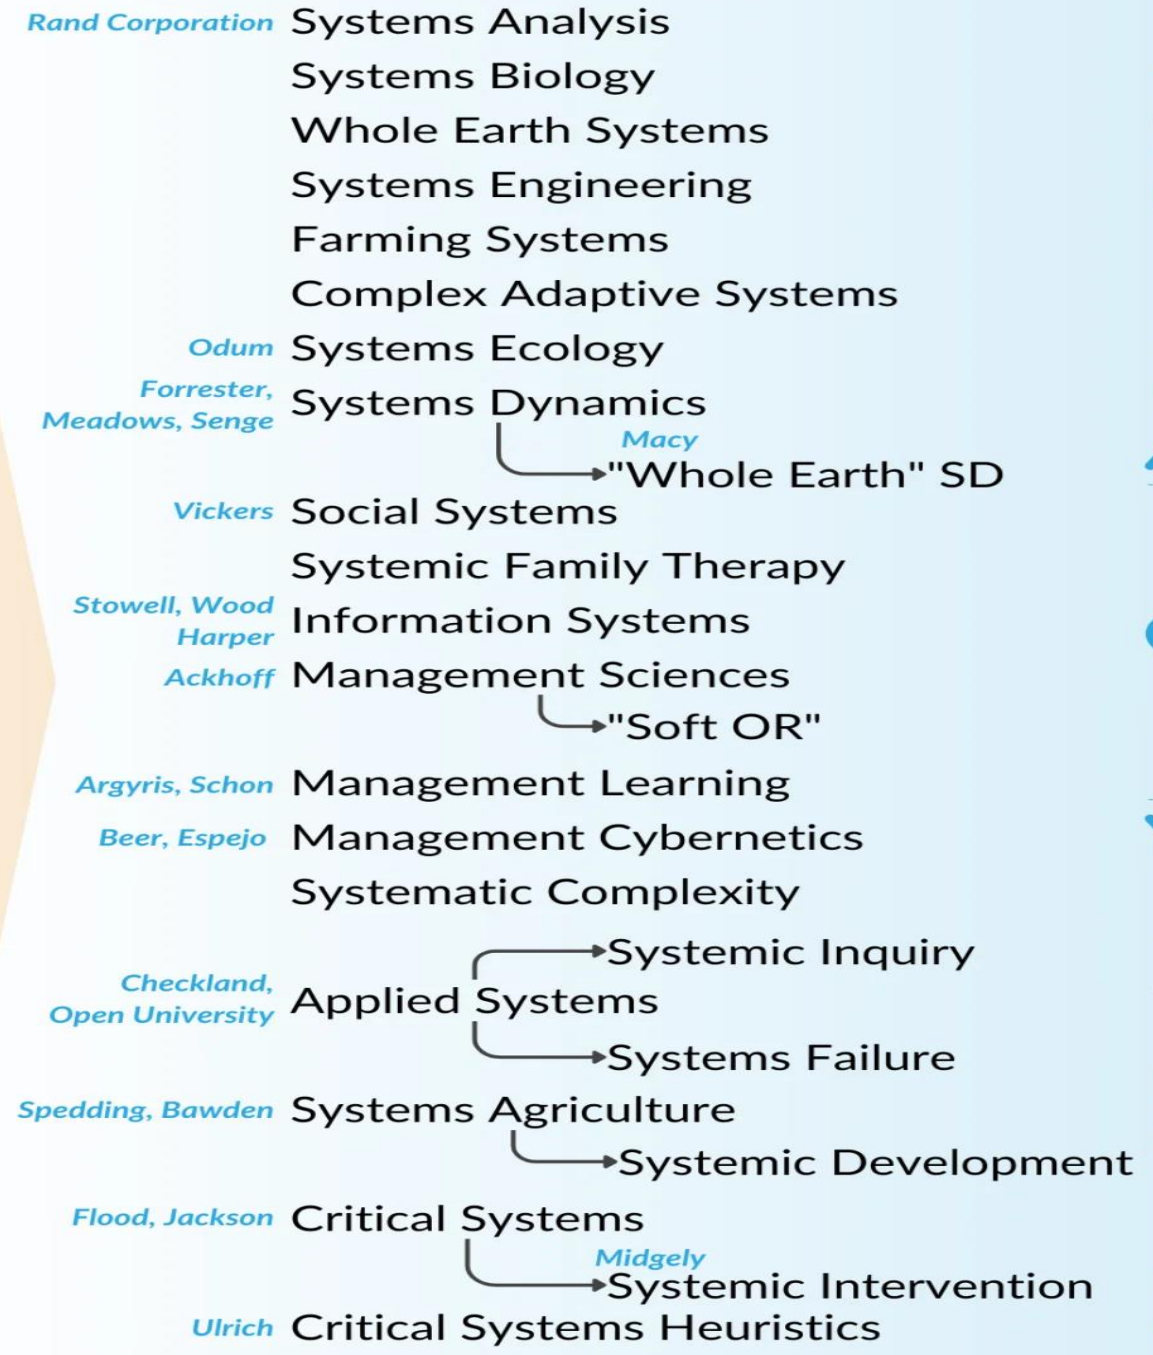 Rand Corporation Systems Analysis
Systems Biology
Whole Earth Systems
Systems Engineering
Farming Systems
Complex Adaptive Systems
Odum Systems Ecology
Forrester,
Meadows, Senge Systems Dynamics
Macy
"Whole Earth" SD
Vickers Social Systems
Systemic Family Therapy
Stowell, Wood
Harper Information Systems
Ackhoff Management Sciences
"Soft OR"
Argyris, Schon Management Learning
Beer, Espejo Management Cybernetics
Systematic Complexity
Systemic Inquiry
Checkland,
Open University Applied Systems
Systems Failure
Spedding, Bawden Systems Agriculture
Systemic Development
Flood, Jackson Critical Systems
Midgely
Systemic Intervention
Ulrich Critical Systems Heuristics